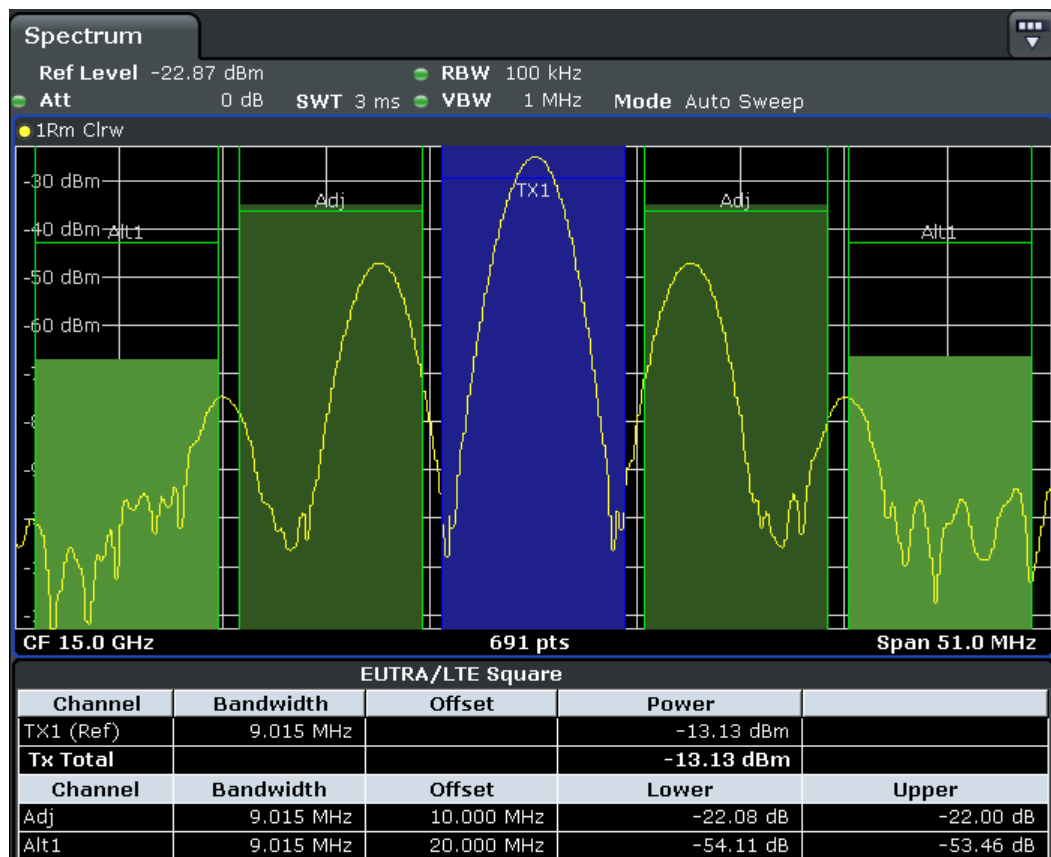 Spectrum
Ref Level -22.87 dBm RBW 100 kHz
Att 0 dB SWT 3 ms VBW 1 MHz Mode Auto Sweep
1Rm Clrw
-30 dBm
Adj TX1 Adj
-40 dBm Alt1 Alt1
-50 dBm
-60 dBm
CF 15.0 GHz 691 pts Span 51.0 MHz
EUTRA/LTE Square
Channel Bandwidth Offset Power
TX1 (Ref) 9.015 MHz -13.13 dBm
Tx Total -13.13 dBm
Channel Bandwidth Offset Lower Upper
Adj 9.015 MHz 10.000 MHz -22.08 dB -22.00 dB
Alt1 9.015 MHz 20.000 MHz -54.11 dB -53.46 dB